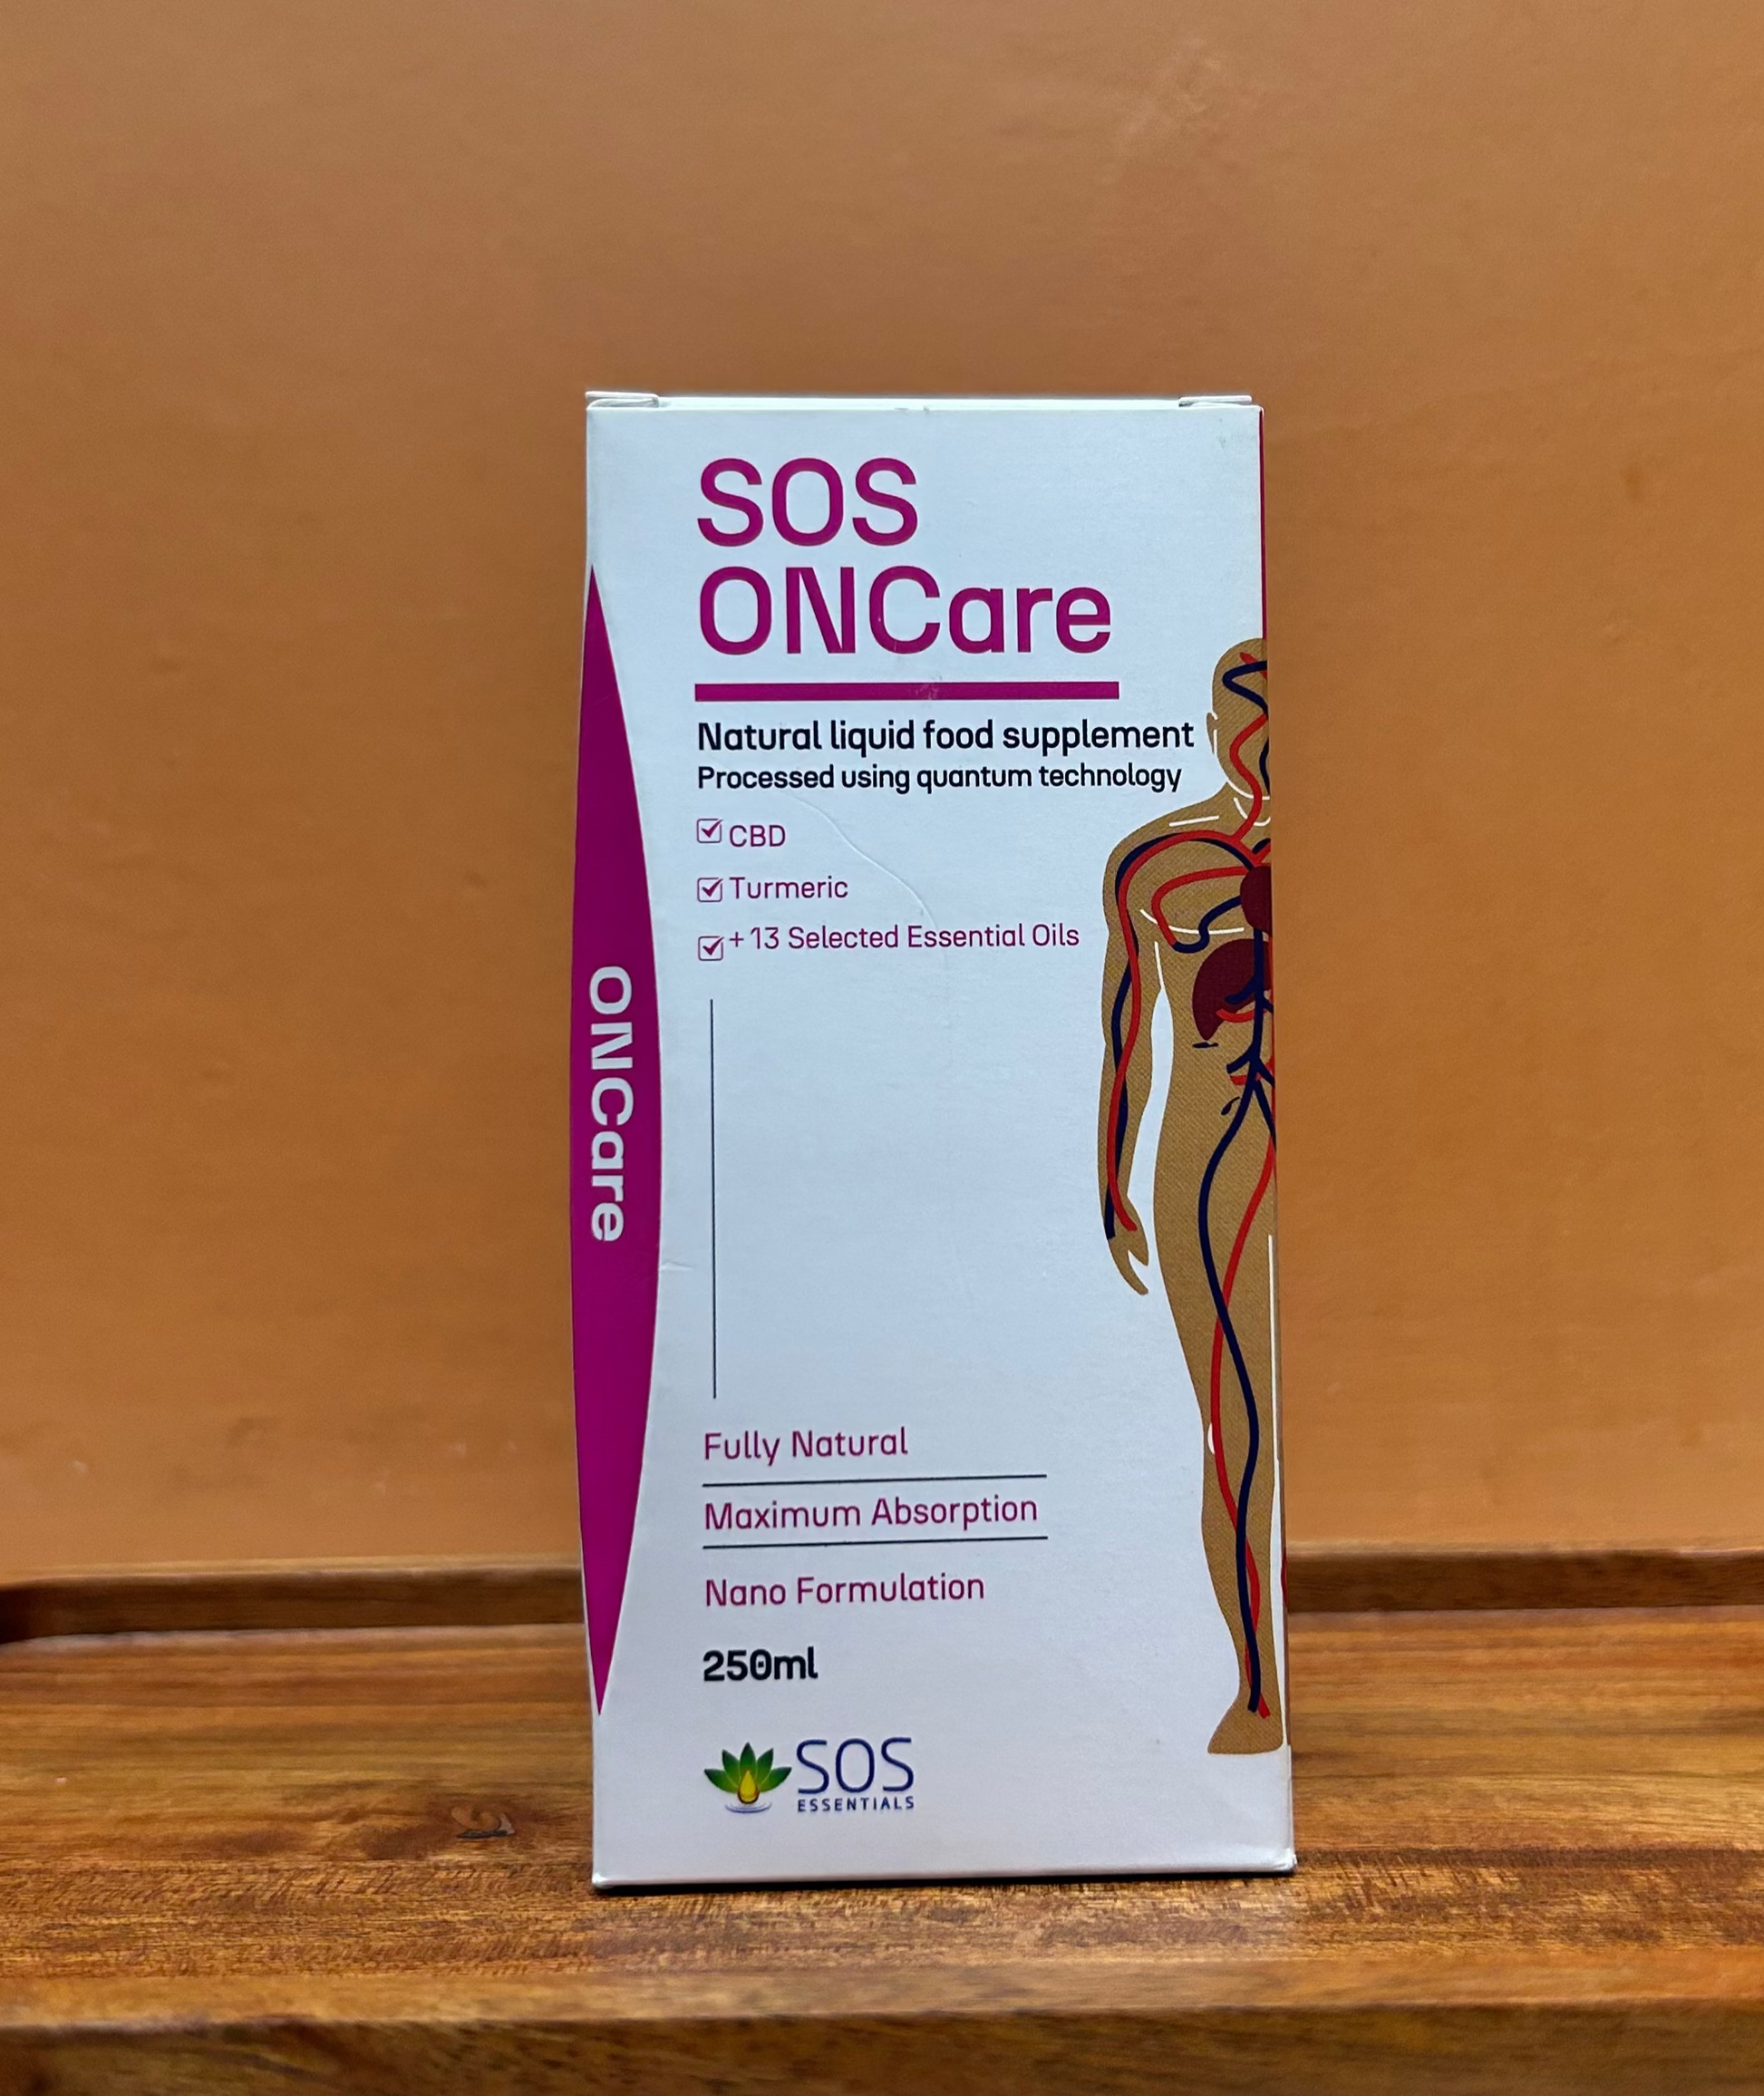 SOS
ONCare
Natural liquid food supplement
Processed using quantum technology
CBD
Turmeric
+ 13 Selected Essential Oils
ONCare
Fully Natural
Maximum Absorption
Nano Formulation
250ml
SOS
ESSENTIALS